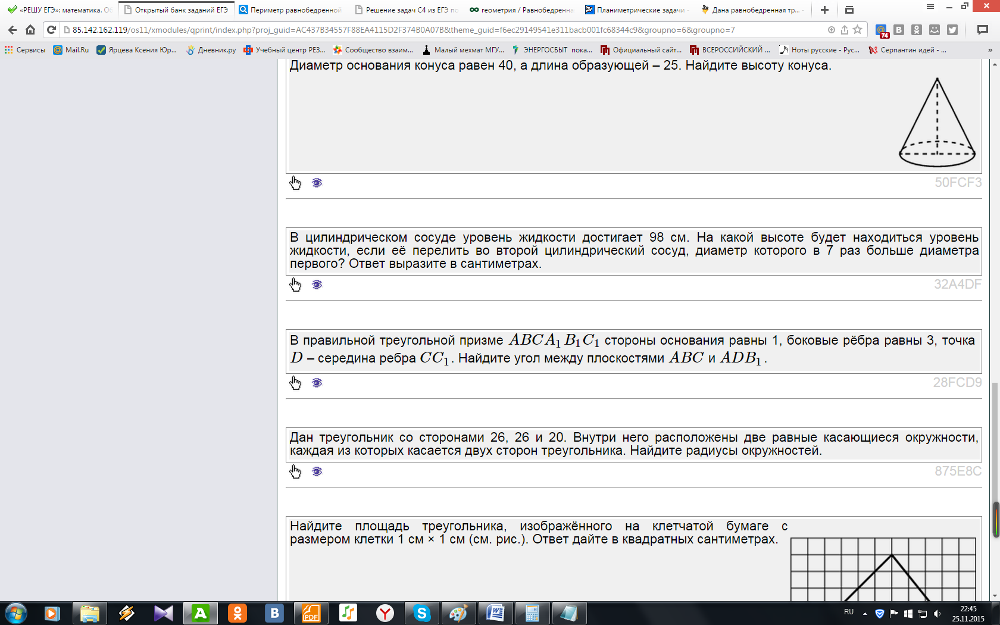 «РЕШУ ЕГЭ»: математика. Об
Открытый банк заданий ЕГЭ
Периметр равнобедренной
Решение задач С4 из ЕГЭ по
геометрия / Равнобедренна
Планиметрические задачи -
Дана равнобедренная тр... -
85.142.162.119/os11/xmodules/qprint/index.php?proj_guid=AC437B34557F88EA4115D2F374B0A07B&theme_guid=f6ec29149541e311bacb001fc68344c9&groupno=6&groupno=7
74
Сервисы
Mail.Ru
Ярцева Ксения Юр...
Дневник.ру
Учебный центр РЕЗ...
Сообщество взаим...
Малый мехмат МГУ...
ЭНЕРГОСБЫТ пока...
Официальный сайт...
ВСЕРОССИЙСКИЙ ...
Ноты русские - Рус...
Серпантин идей - ...
»
Диаметр основания конуса равен 40, а длина образующей – 25. Найдите высоту конуса.
50FCF3
В цилиндрическом сосуде уровень жидкости достигает 98 см. На какой высоте будет находиться уровень
жидкости, если её перелить во второй цилиндрический сосуд, диаметр которого в 7 раз больше диаметра
первого? Ответ выразите в сантиметрах.
32A4DF
В правильной треугольной призме ABCA₁B₁C₁ стороны основания равны 1, боковые рёбра равны 3, точка
D – середина ребра CC₁. Найдите угол между плоскостями ABC и ADB₁.
28FCD9
Дан треугольник со сторонами 26, 26 и 20. Внутри него расположены две равные касающиеся окружности,
каждая из которых касается двух сторон треугольника. Найдите радиусы окружностей.
875E8C
Найдите площадь треугольника, изображённого на клетчатой бумаге с
размером клетки 1 см × 1 см (см. рис.). Ответ дайте в квадратных сантиметрах.
PDF
RU
22:45
25.11.2015